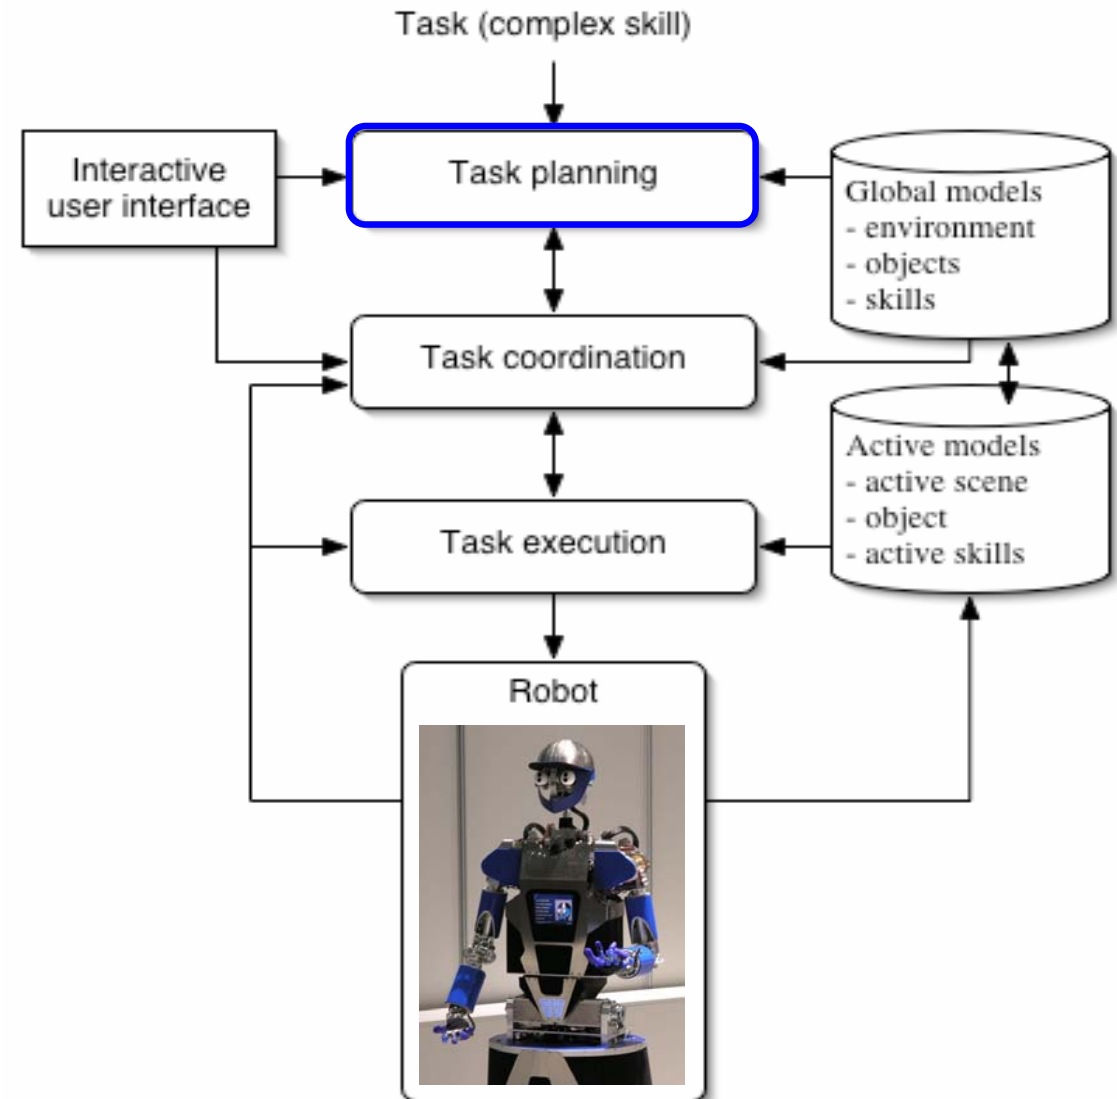 Task (complex skill)
Interactive
user interface
Task planning
Global models
- environment
- objects
- skills
Task coordination
Active models
- active scene
- object
- active skills
Task execution
Robot